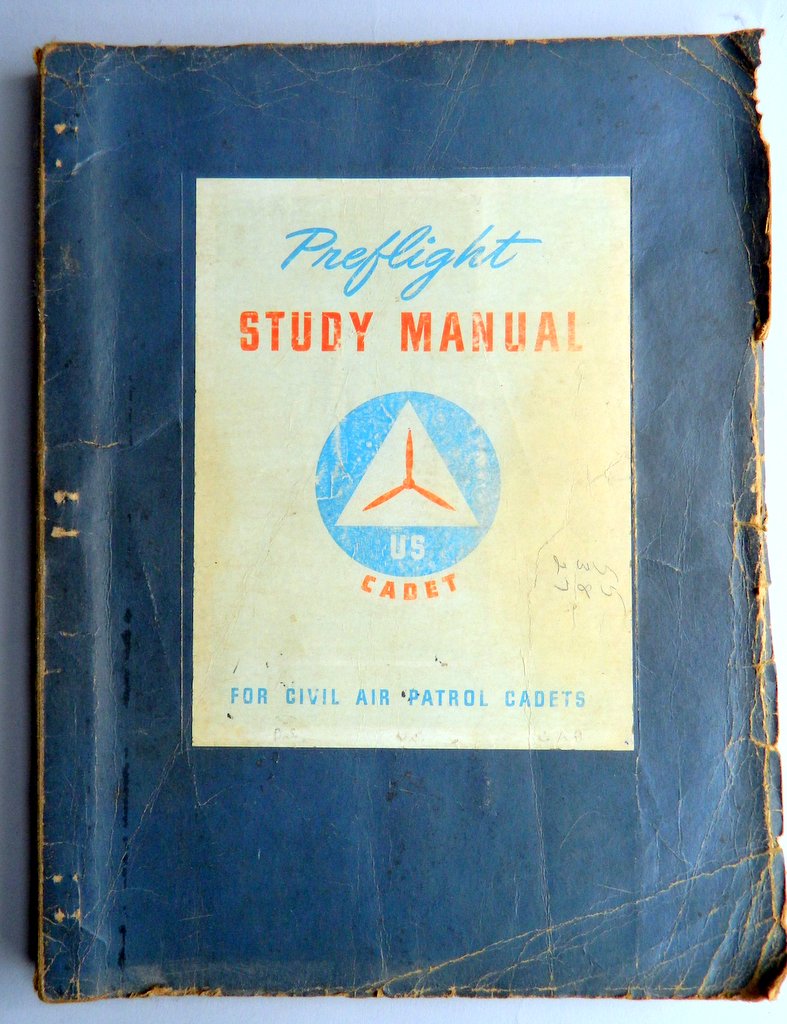 Preflight
STUDY MANUAL
US
CADET
FOR CIVIL AIR PATROL CADETS